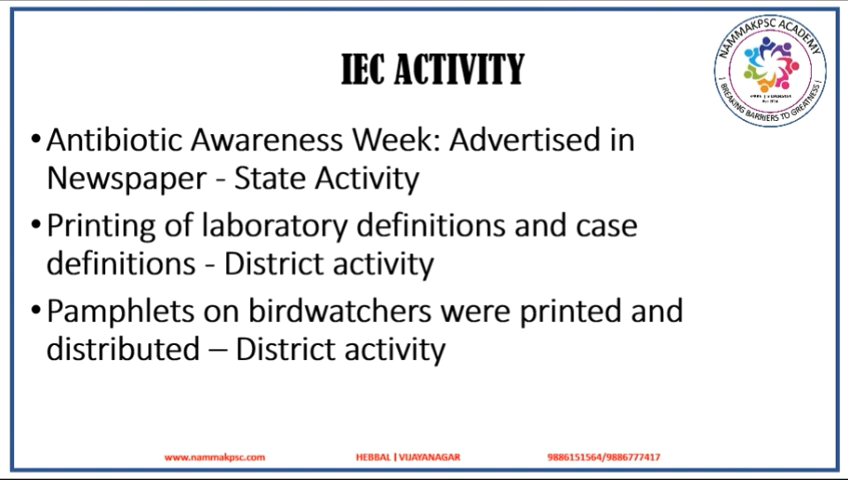 IEC ACTIVITY
NAMMAKPSC ACADEMY
! BREAKING BARRIERS TO GREATNESS !
•Antibiotic Awareness Week: Advertised in
Newspaper - State Activity
•Printing of laboratory definitions and case
definitions - District activity
•Pamphlets on birdwatchers were printed and
distributed – District activity
www.nammakpsc.com
HEBBAL | VIJAYANAGAR
9886151564/9886777417